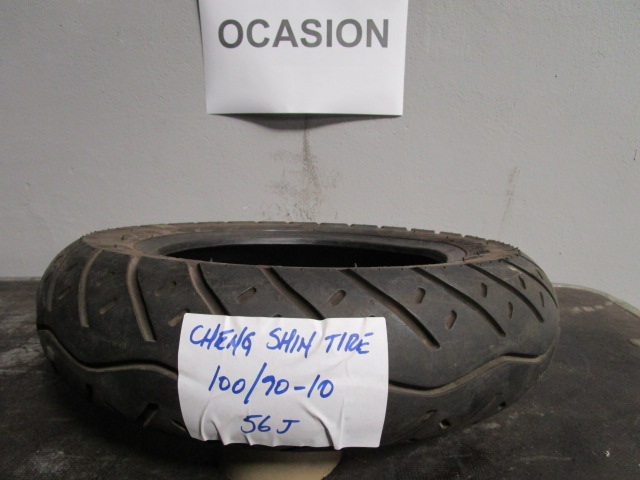 OCASION
CHENG SHIN TIRE
100/90-10
56J